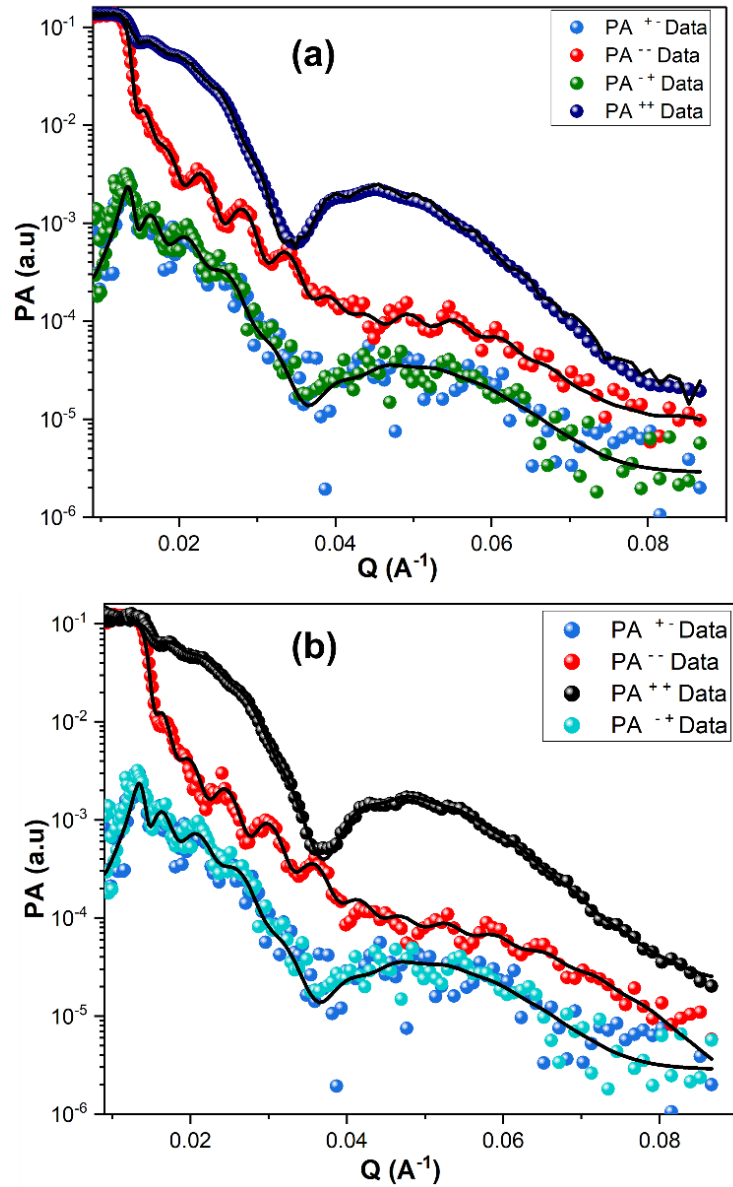 (a)
PA +- Data
PA -- Data
PA -+ Data
PA ++ Data
10-1
10-2
10-3
10-4
10-5
10-6
PA (a.u)
0.02 0.04 0.06 0.08
Q (A-1)
(b)
PA +- Data
PA -- Data
PA ++ Data
PA -+ Data
10-1
10-2
10-3
10-4
10-5
10-6
PA (a.u)
0.02 0.04 0.06 0.08
Q (A-1)